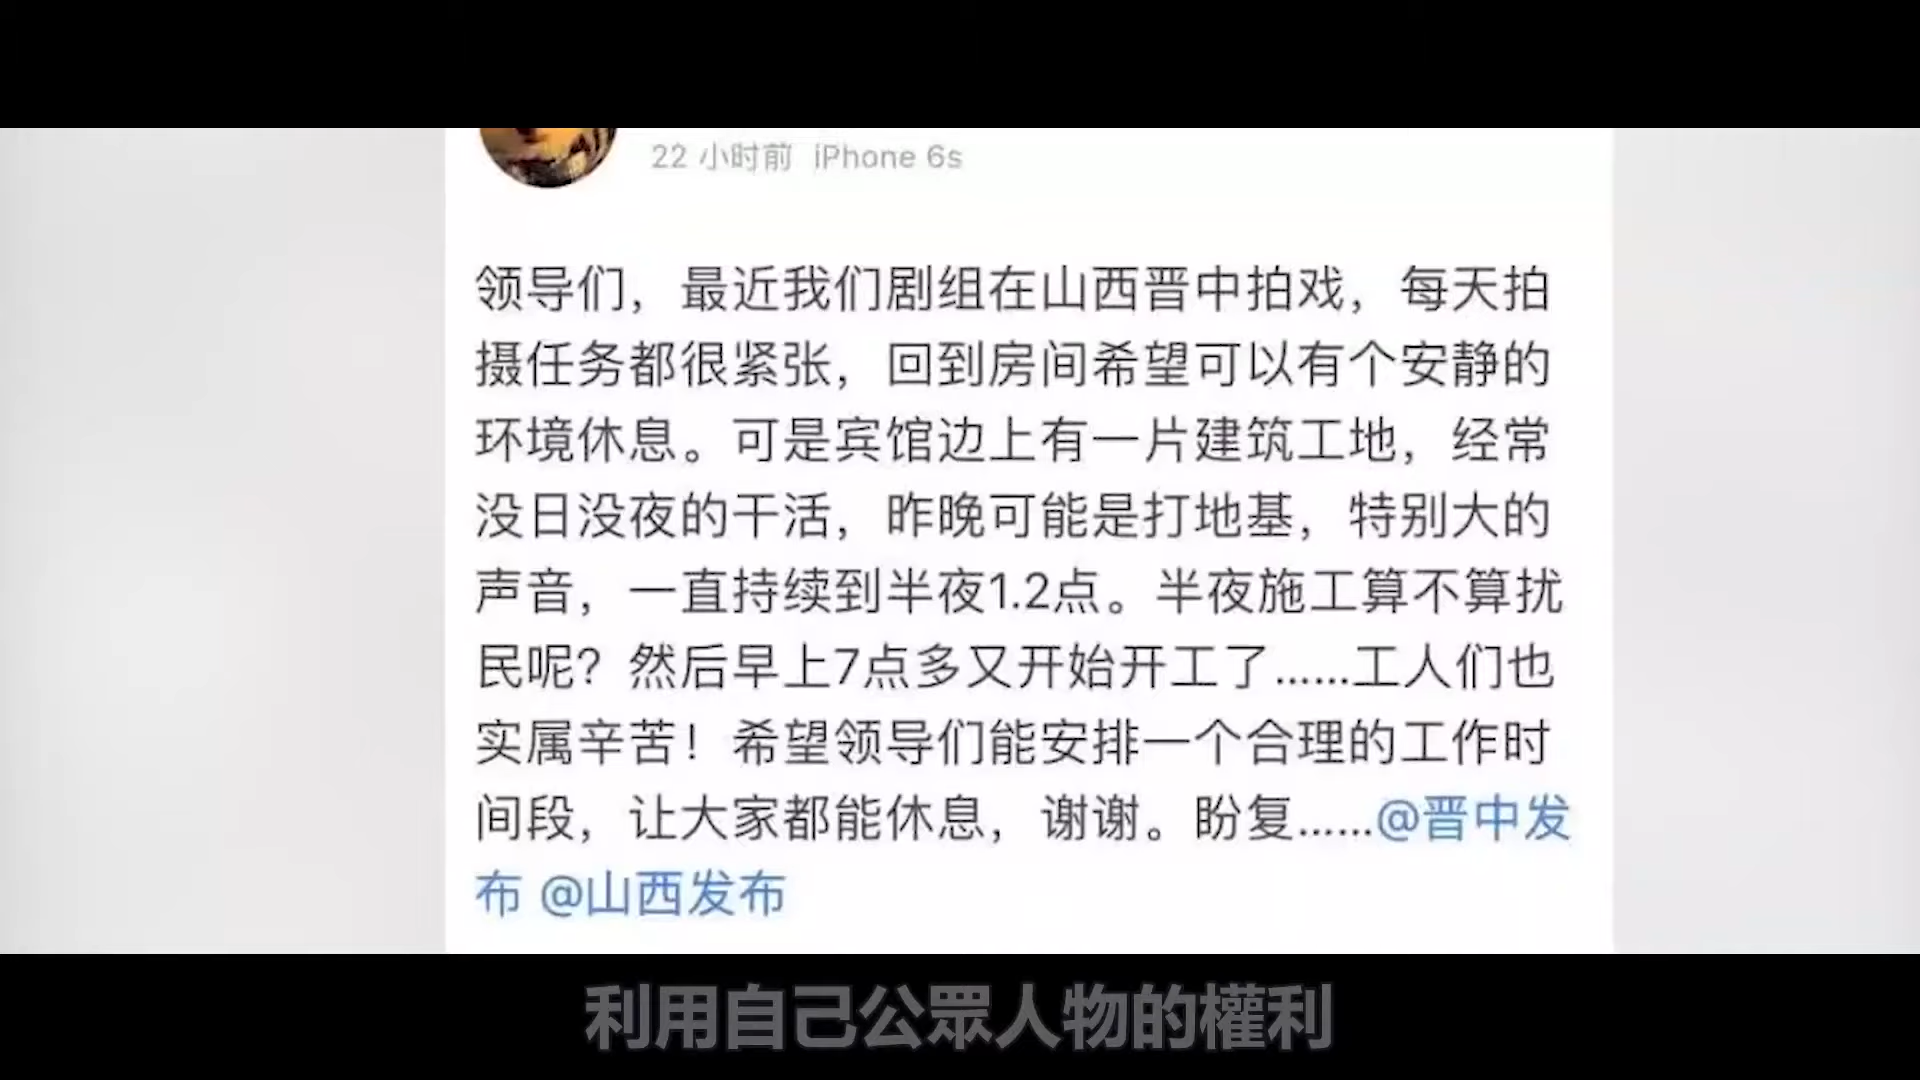 22 小时前 iPhone 6s
领导们，最近我们剧组在山西晋中拍戏，每天拍
摄任务都很紧张，回到房间希望可以有个安静的
环境休息。可是宾馆边上有一片建筑工地，经常
没日没夜的干活，昨晚可能是打地基，特别大的
声音，一直持续到半夜1.2点。半夜施工算不算扰
民呢？然后早上7点多又开始开工了......工人们也
实属辛苦！希望领导们能安排一个合理的工作时
间段，让大家都能休息，谢谢。盼复......@晋中发
布 @山西发布
利用自己公眾人物的權利